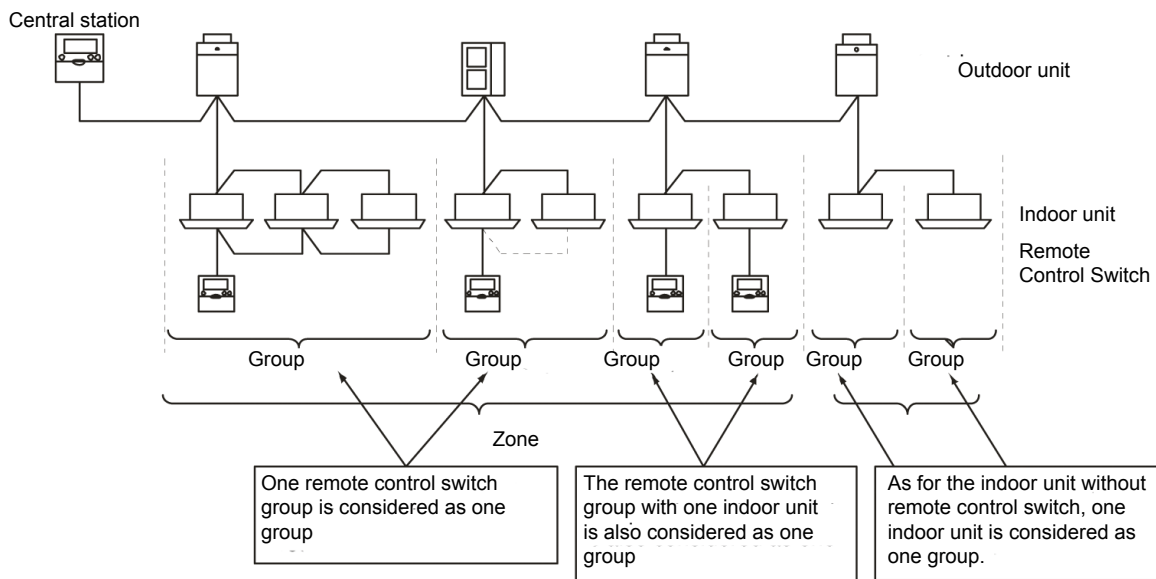 Central station
Outdoor unit
Indoor unit
Remote
Control Switch
Group Group Group Group Group Group
Zone
One remote control switch
group is considered as one
group
The remote control switch
group with one indoor unit
is also considered as one
group
As for the indoor unit without
remote control switch, one
indoor unit is considered as
one group.